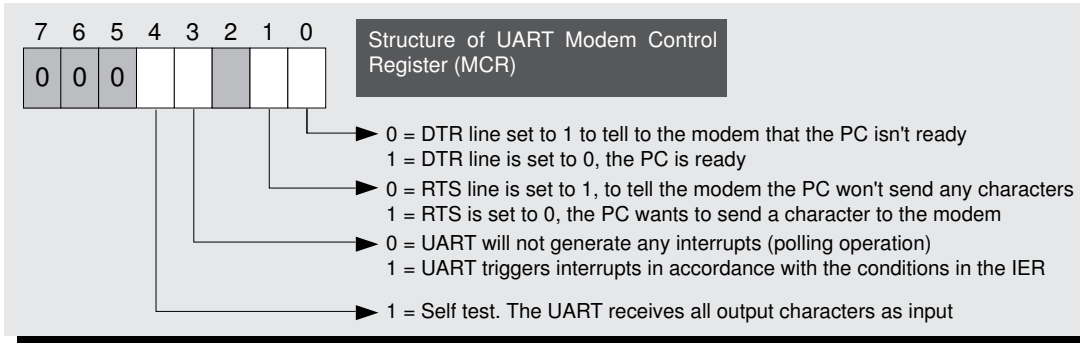 7 6 5 4 3 2 1 0
0 0 0
Structure of UART Modem Control
Register (MCR)
0 = DTR line set to 1 to tell to the modem that the PC isn't ready
1 = DTR line is set to 0, the PC is ready
0 = RTS line is set to 1, to tell the modem the PC won't send any characters
1 = RTS is set to 0, the PC wants to send a character to the modem
0 = UART will not generate any interrupts (polling operation)
1 = UART triggers interrupts in accordance with the conditions in the IER
1 = Self test. The UART receives all output characters as input